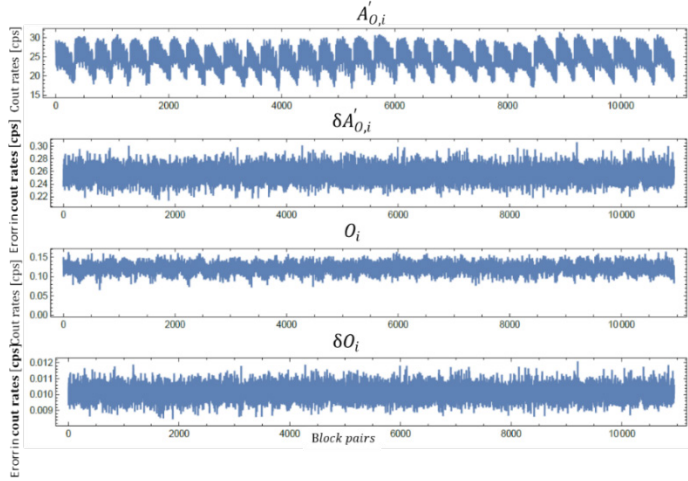 A′O,i
Cout rates [cps]
30
25
20
15
0 2000 4000 6000 8000 10000
δA′O,i
Erorr in cout rates [cps]
0.30
0.28
0.26
0.24
0.22
0 2000 4000 6000 8000 10000
Oi
Cout rates [cps]
0.15
0.10
0.05
0.00
0 2000 4000 6000 8000 10000
δOi
Erorr in cout rates [cps]
0.012
0.011
0.010
0.009
0 2000 4000 6000 8000 10000
Block pairs